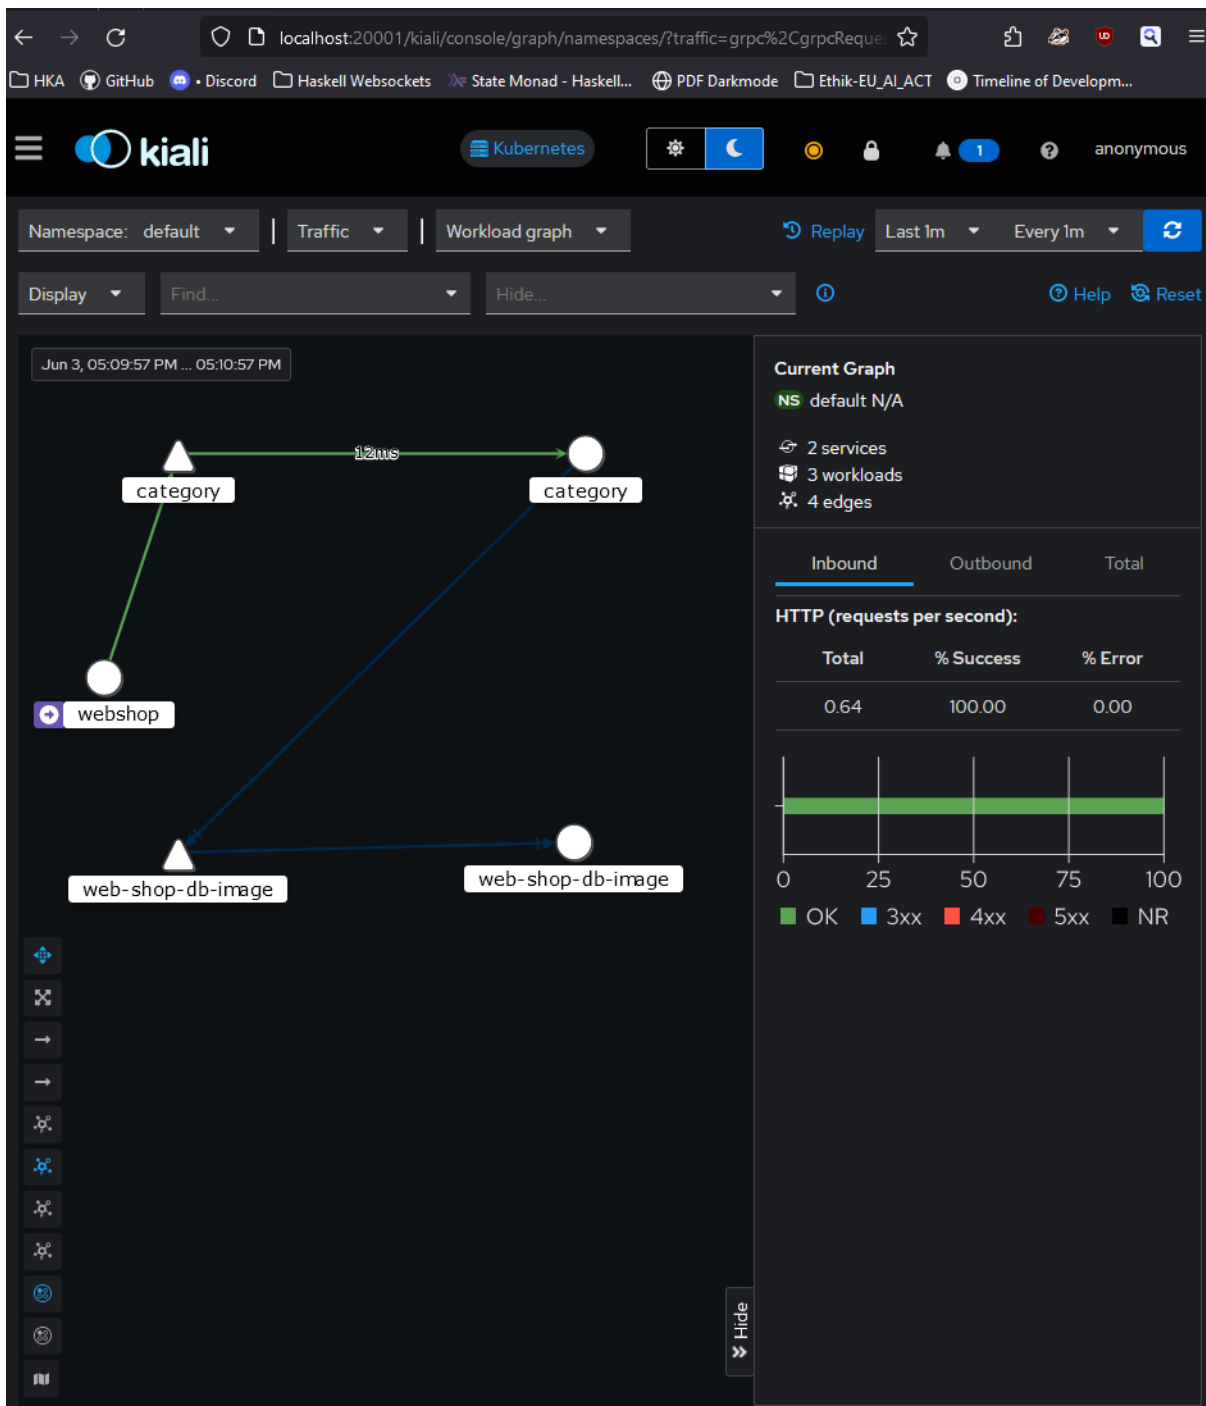 localhost:20001/kiali/console/graph/namespaces/?traffic=grpc%2CgrpcReque
HKA GitHub • Discord Haskell Websockets State Monad - Haskell... PDF Darkmode Ethik-EU_AI_ACT Timeline of Developm...
kiali Kubernetes 1 anonymous
Namespace: default Traffic Workload graph Replay Last 1m Every 1m
Display Find... Hide... Help Reset
Jun 3, 05:09:57 PM ... 05:10:57 PM
12ms
category category
webshop
web-shop-db-image web-shop-db-image
Hide
Current Graph
NS default N/A
2 services
3 workloads
4 edges
Inbound Outbound Total
HTTP (requests per second):
Total % Success % Error
0.64 100.00 0.00
0 25 50 75 100
OK 3xx 4xx 5xx NR